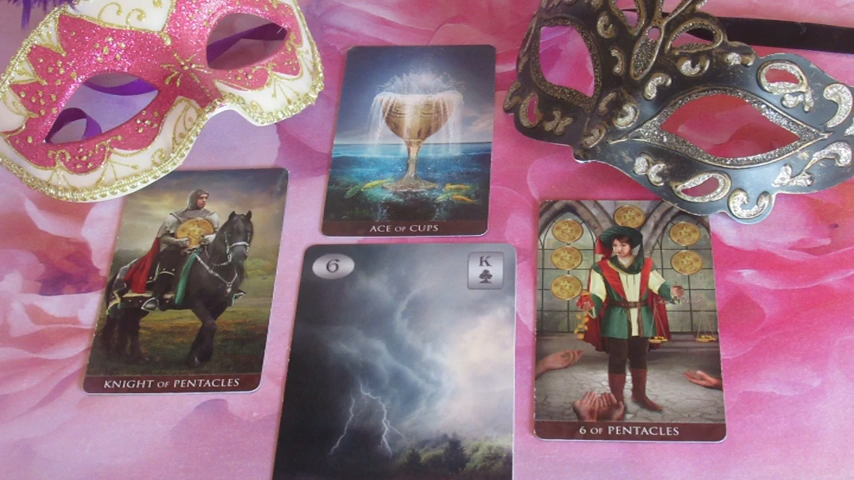 ACE OF CUPS
KNIGHT OF PENTACLES
6
K
6 OF PENTACLES